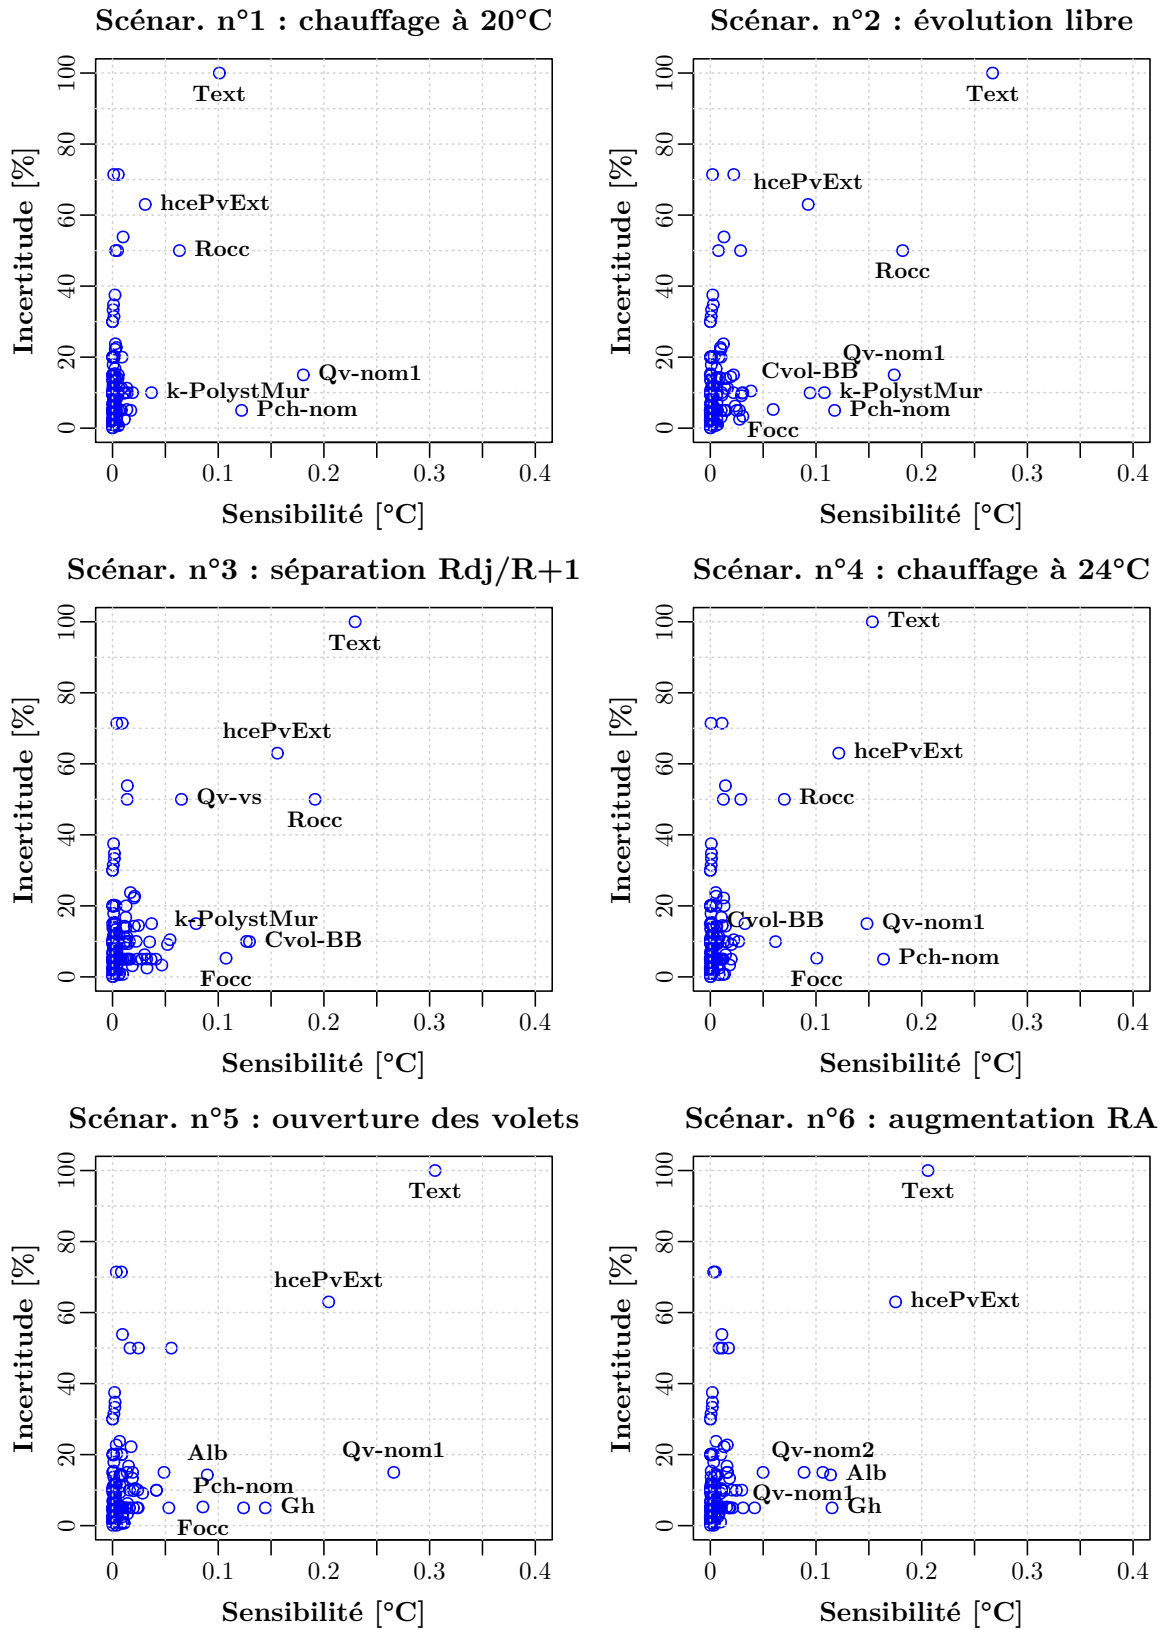 Scénar. n°1 : chauffage à 20°C
Incertitude [%]
100
80
60
40
20
0
Text
hcePvExt
Rocc
Qv-nom1
k-PolystMur
Pch-nom
0
0.1
0.2
0.3
0.4
Sensibilité [°C]
Scénar. n°2 : évolution libre
Incertitude [%]
100
80
60
40
20
0
Text
hcePvExt
Rocc
Qv-nom1
Cvol-BB
k-PolystMur
Pch-nom
Focc
0
0.1
0.2
0.3
0.4
Sensibilité [°C]
Scénar. n°3 : séparation Rdj/R+1
Incertitude [%]
100
80
60
40
20
0
Text
hcePvExt
Qv-vs
Rocc
k-PolystMur
Cvol-BB
Focc
0
0.1
0.2
0.3
0.4
Sensibilité [°C]
Scénar. n°4 : chauffage à 24°C
Incertitude [%]
100
80
60
40
20
0
Text
hcePvExt
Rocc
Cvol-BB
Qv-nom1
Pch-nom
Focc
0
0.1
0.2
0.3
0.4
Sensibilité [°C]
Scénar. n°5 : ouverture des volets
Incertitude [%]
100
80
60
40
20
0
Text
hcePvExt
Alb
Qv-nom1
Pch-nom
Gh
Focc
0
0.1
0.2
0.3
0.4
Sensibilité [°C]
Scénar. n°6 : augmentation RA
Incertitude [%]
100
80
60
40
20
0
Text
hcePvExt
Qv-nom2
Alb
Qv-nom1
Gh
0
0.1
0.2
0.3
0.4
Sensibilité [°C]